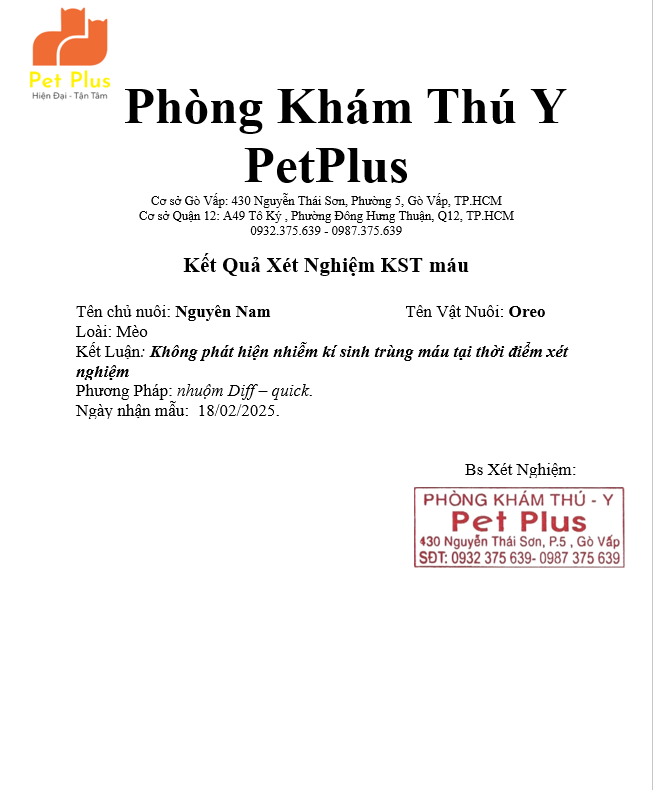 Pet Plus
Hiện Đại - Tận Tâm
Phòng Khám Thú Y
PetPlus
Cơ sở Gò Vấp: 430 Nguyễn Thái Sơn, Phường 5, Gò Vấp, TP.HCM
Cơ sở Quận 12: A49 Tô Ký , Phường Đông Hưng Thuận, Q12, TP.HCM
0932.375.639 - 0987.375.639
Kết Quả Xét Nghiệm KST máu
Tên chủ nuôi: Nguyên Nam Tên Vật Nuôi: Oreo
Loài: Mèo
Kết Luận: Không phát hiện nhiễm kí sinh trùng máu tại thời điểm xét
nghiệm
Phương Pháp: nhuộm Diff – quick.
Ngày nhận mẫu: 18/02/2025.
Bs Xét Nghiệm:
PHÒNG KHÁM THÚ - Y
Pet Plus
430 Nguyễn Thái Sơn, P.5 , Gò Vấp
SĐT: 0932 375 639- 0987 375 639